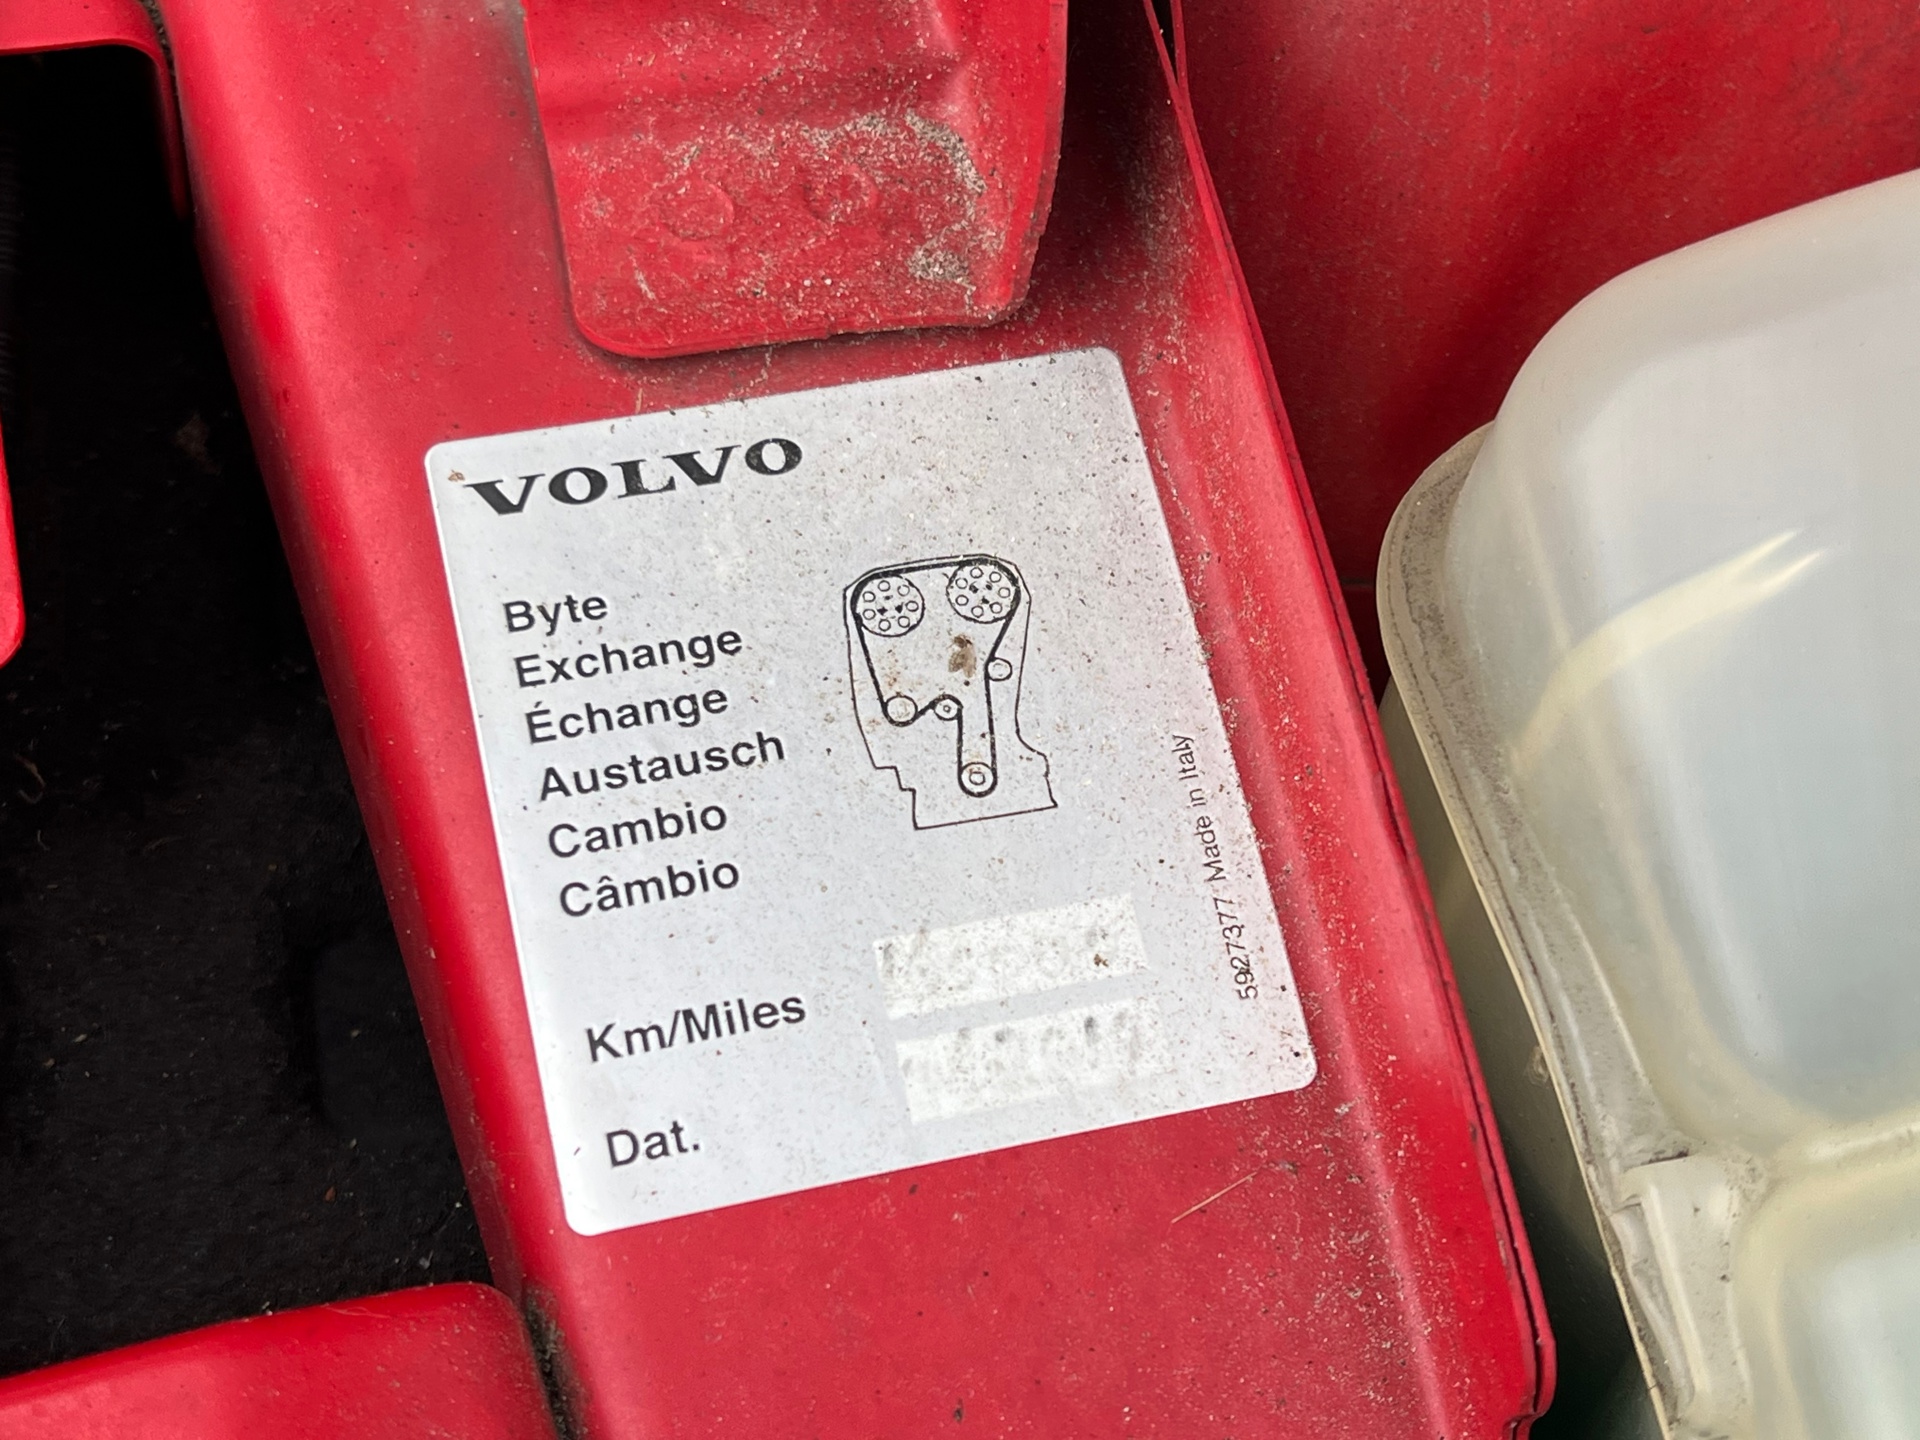 VOLVO
Byte
Exchange
Échange
Austausch
Cambio
Câmbio
Km/Miles
Dat.
5927377 Made in Italy